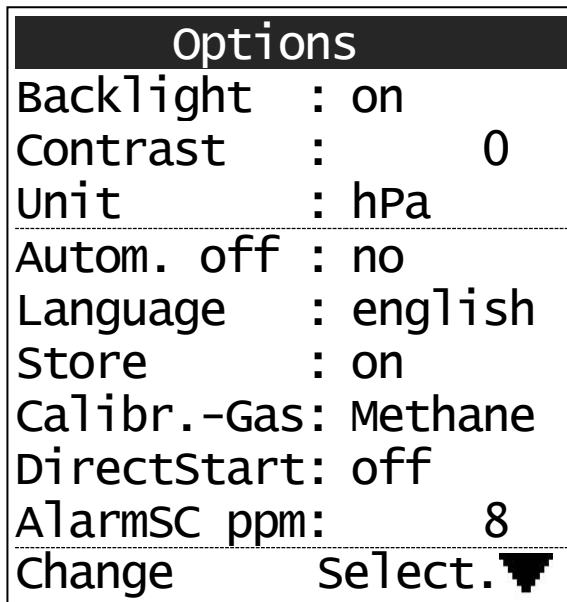 Options
Backlight : on
Contrast : 0
Unit : hPa
Autom. off : no
Language : english
Store : on
Calibr.-Gas: Methane
DirectStart: off
AlarmSC ppm: 8
Change Select.